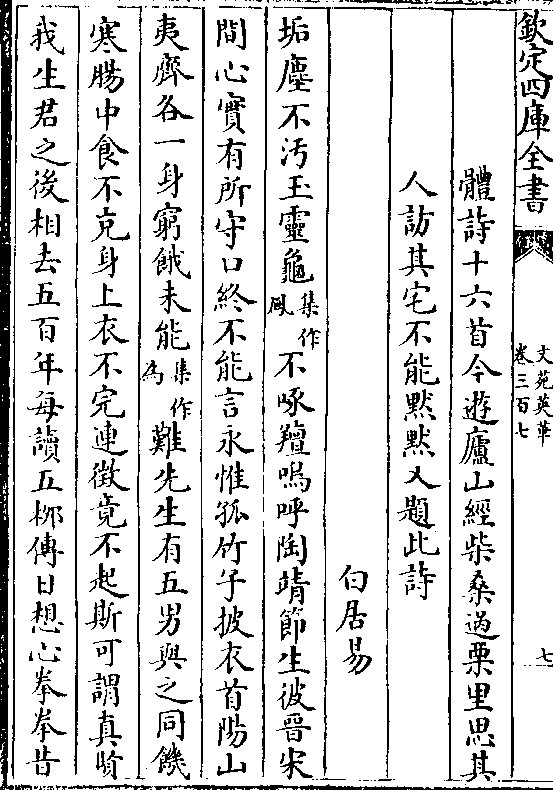 欽定四庫全書
文苑英華
卷三百七
七
體詩十六首今遊廬山經柴桑過栗里思其
人訪其宅不能黙黙又題此詩
白居易
垢塵不汚玉靈龜集作鳯不啄羶嗚呼陶靖節生彼晉宋
間心實有所守口終不能言永惟孤竹子披衣首陽山
夷齊各一身窮餓未能集作為難先生有五男與之同饑
寒腸中食不充身上衣不完連徴竟不起斯可謂真賢
我生君之後相去五百年每讀五栁傳目想心拳拳昔